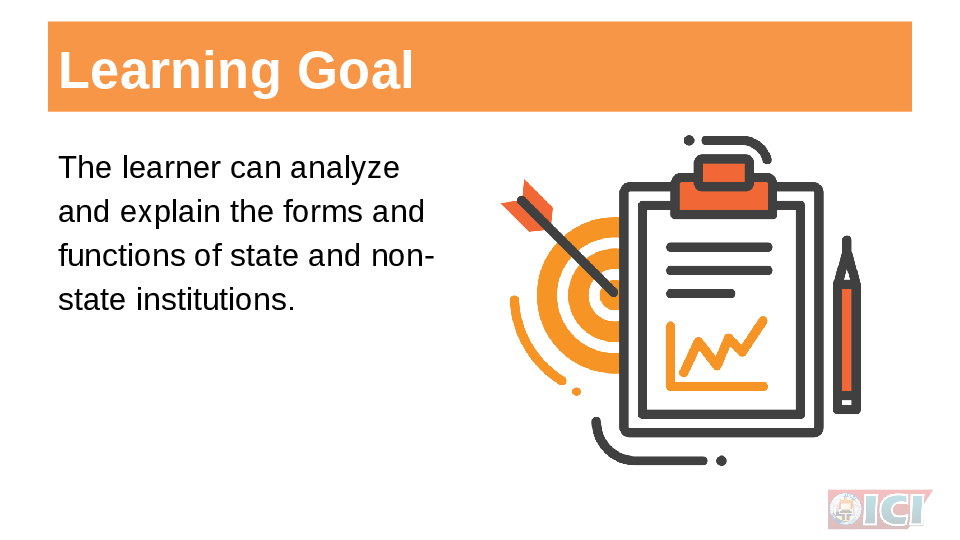 Learning Goal
The learner can analyze
and explain the forms and
functions of state and non-
state institutions.
ICI